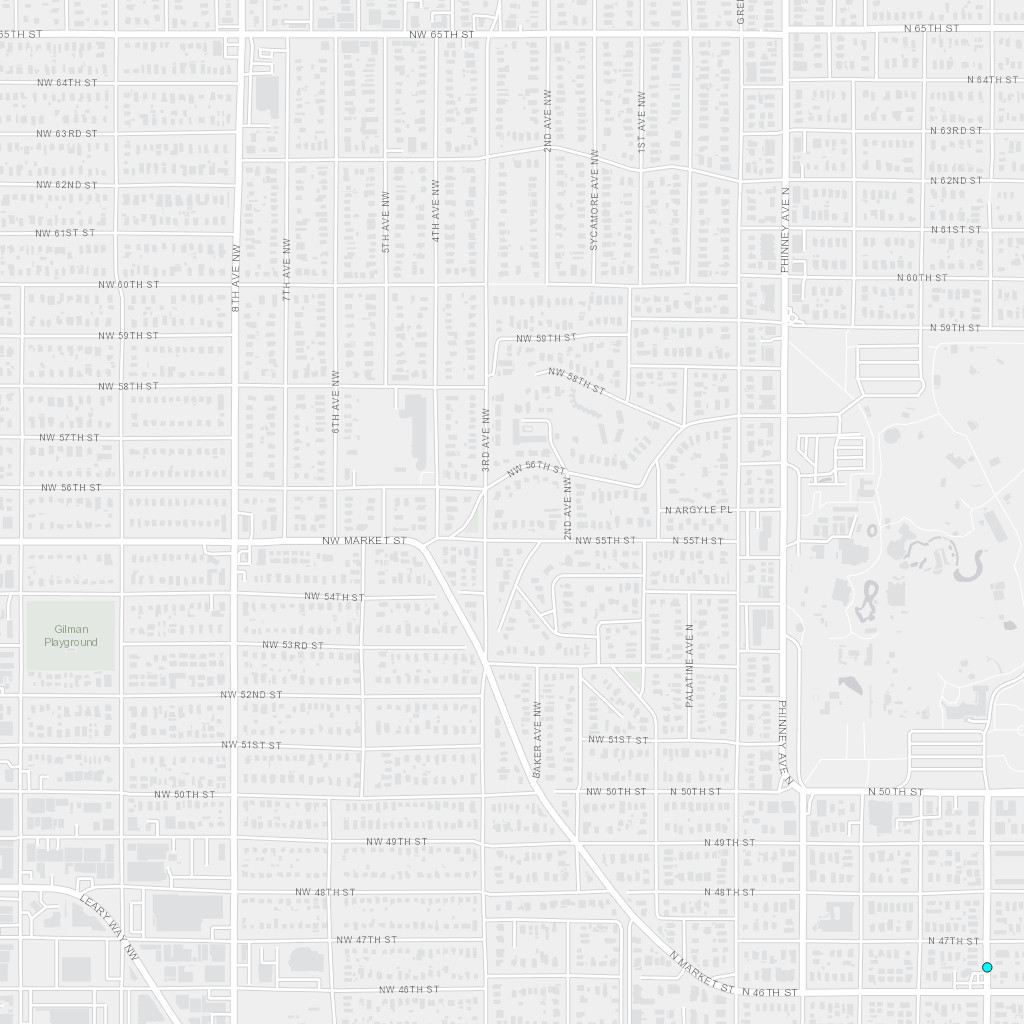 65TH ST
NW 65TH ST
GREE
N 65TH ST
NW 64TH ST
N 64TH ST
2ND AVE NW
1ST AVE NW
NW 63RD ST
N 63RD ST
SYCAMORE AVE NW
NW 62ND ST
N 62ND ST
5TH AVE NW
4TH AVE NW
PHINNEY AVE N
NW 61ST ST
N 61ST ST
8TH AVE NW
7TH AVE NW
NW 60TH ST
N 60TH ST
NW 59TH ST
NW 59TH ST
N 59TH ST
NW 58TH ST
NW 58TH ST
6TH AVE NW
3RD AVE NW
NW 57TH ST
NW 56TH ST
NW 56TH ST
2ND AVE NW
N ARGYLE PL
NW MARKET ST
NW 55TH ST
N 55TH ST
NW 54TH ST
Gilman
Playground
NW 53RD ST
PALATINE AVE N
NW 52ND ST
BAKER AVE NW
PHINNEY AVE N
NW 51ST ST
NW 51ST ST
NW 50TH ST
NW 50TH ST
N 50TH ST
N 50TH ST
NW 49TH ST
N 49TH ST
NW 48TH ST
N 48TH ST
LEARY WAY NW
NW 47TH ST
N 47TH ST
N MARKET ST
NW 46TH ST
N 46TH ST